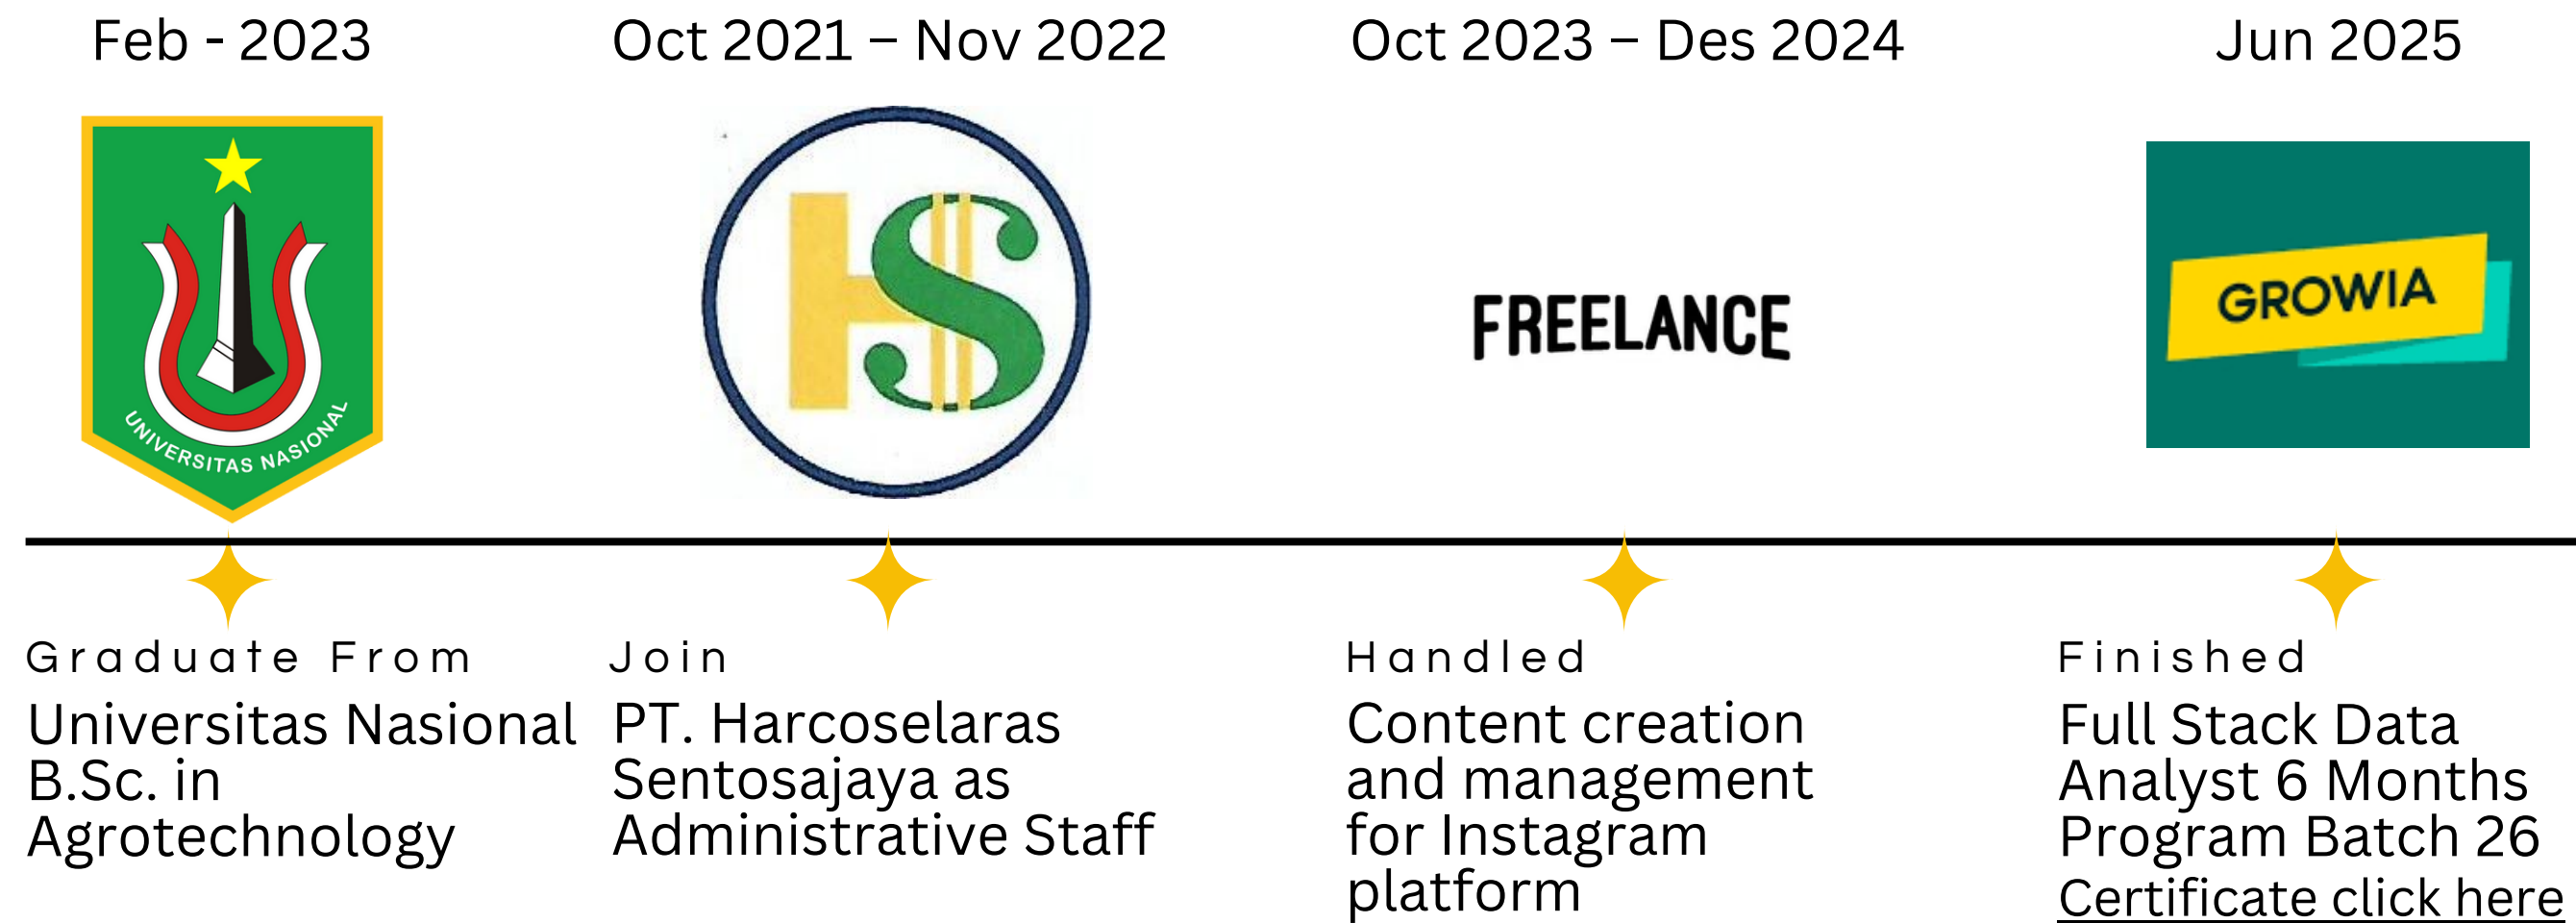 Feb - 2023
Oct 2021 – Nov 2022
Oct 2023 – Des 2024
Jun 2025
UNIVERSITAS NASIONAL
HS
FREELANCE
GROWIA
Graduate From
Universitas Nasional
B.Sc. in
Agrotechnology
Join
PT. Harcoselaras
Sentosajaya as
Administrative Staff
Handled
Content creation
and management
for Instagram
platform
Finished
Full Stack Data
Analyst 6 Months
Program Batch 26
Certificate click here